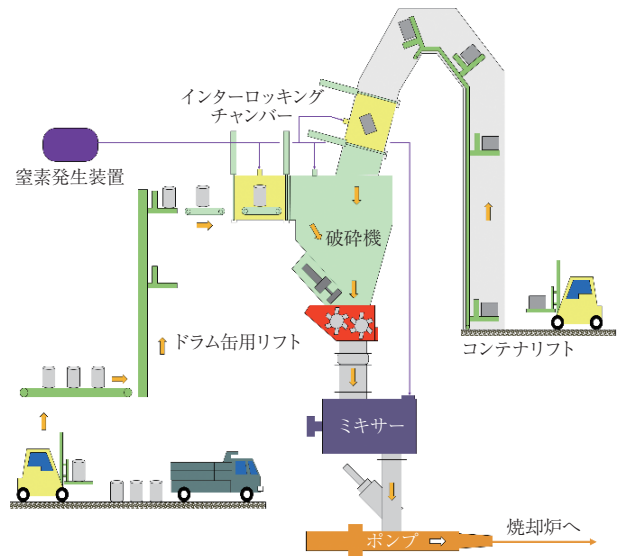 インターロッキング
チャンバー
窒素発生装置
破砕機
ドラム缶用リフト
コンテナリフト
ミキサー
焼却炉へ
ポンプ